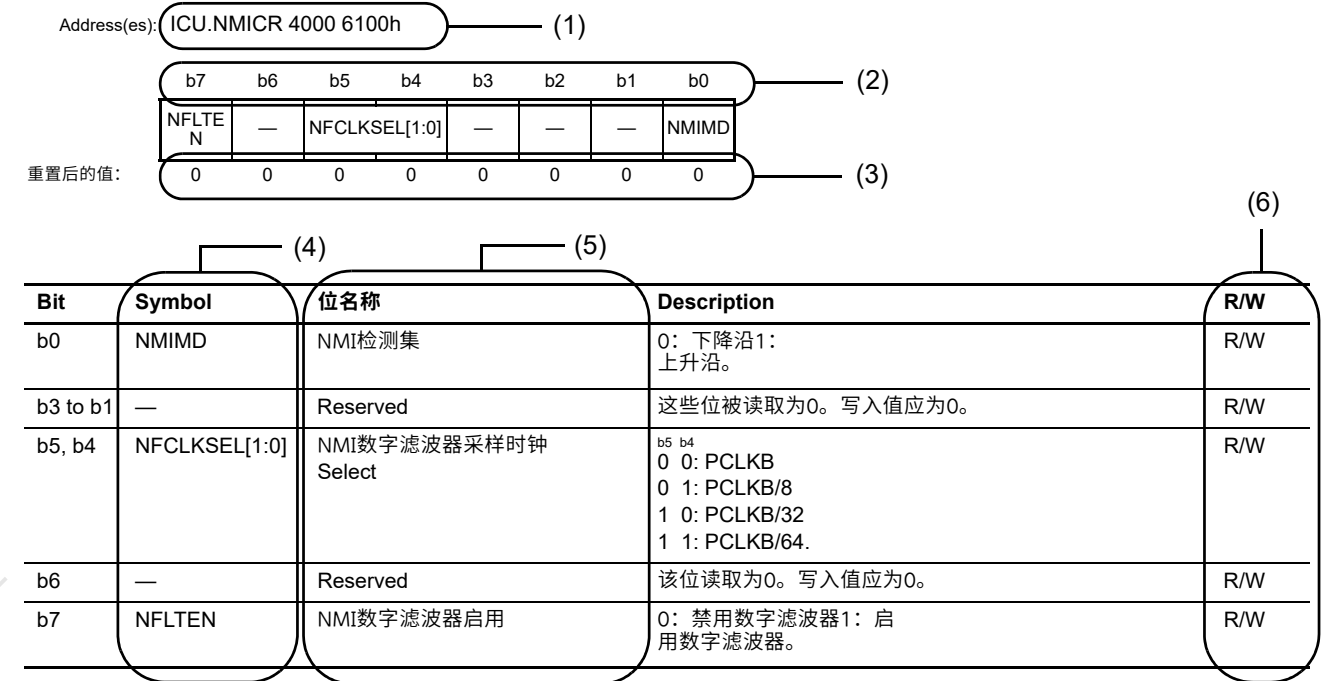 Address(es): ICU.NMICR 4000 6100h (1)
b7 b6 b5 b4 b3 b2 b1 b0 (2)
NFLTE
N — NFCLKSEL[1:0] — — — NMIMD
重置后的值: 0 0 0 0 0 0 0 0 (3)
(6)
(4) (5)
Bit Symbol 位名称 Description R/W
b0 NMIMD NMI检测集 0：下降沿1： R/W
上升沿。
b3 to b1 — Reserved 这些位被读取为0。写入值应为0。 R/W
b5, b4 NFCLKSEL[1:0] NMI数字滤波器采样时钟 b5 b4 R/W
Select 0 0: PCLKB
0 1: PCLKB/8
1 0: PCLKB/32
1 1: PCLKB/64.
b6 — Reserved 该位读取为0。写入值应为0。 R/W
b7 NFLTEN NMI数字滤波器启用 0：禁用数字滤波器1：启 R/W
用数字滤波器。